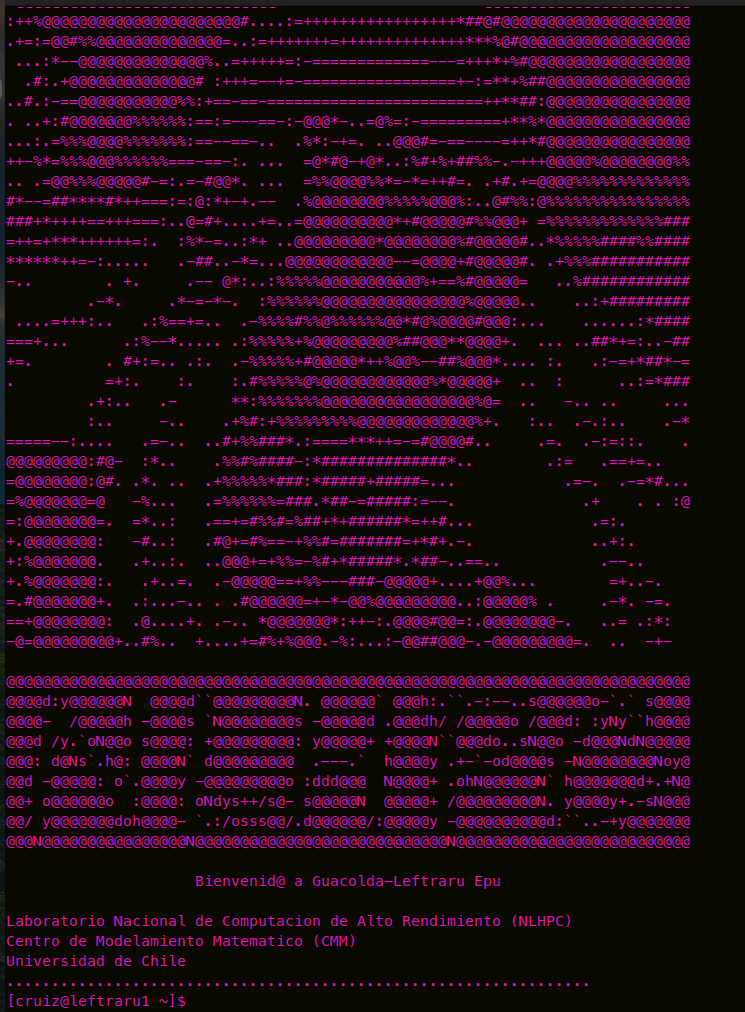 Bienvenid@ a Guacolda-Leftraru Epu
Laboratorio Nacional de Computacion de Alto Rendimiento (NLHPC)
Centro de Modelamiento Matematico (CMM)
Universidad de Chile
.................................................................
[cruiz@leftraru1 ~]$